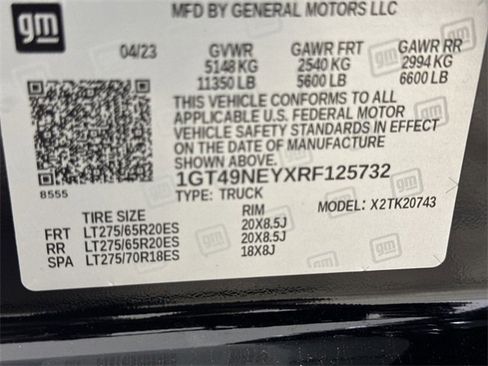 gm
MFD BY GENERAL MOTORS LLC
04/23 GVWR GAWR FRT GAWR RR
5148 KG 2540 KG 2994 KG
11350 LB 5600 LB 6600 LB
THIS VEHICLE CONFORMS TO ALL
APPLICABLE U.S. FEDERAL MOTOR
VEHICLE SAFETY STANDARDS IN EFFECT
ON THE DATE OF MANUFACTURE SHOWN ABOVE.
8555 1GT49NEYXRF125732
TYPE: TRUCK MODEL: X2TK20743
TIRE SIZE RIM
FRT LT275/65R20ES 20X8.5J
RR LT275/65R20ES 20X8.5J
SPA LT275/70R18ES 18X8J